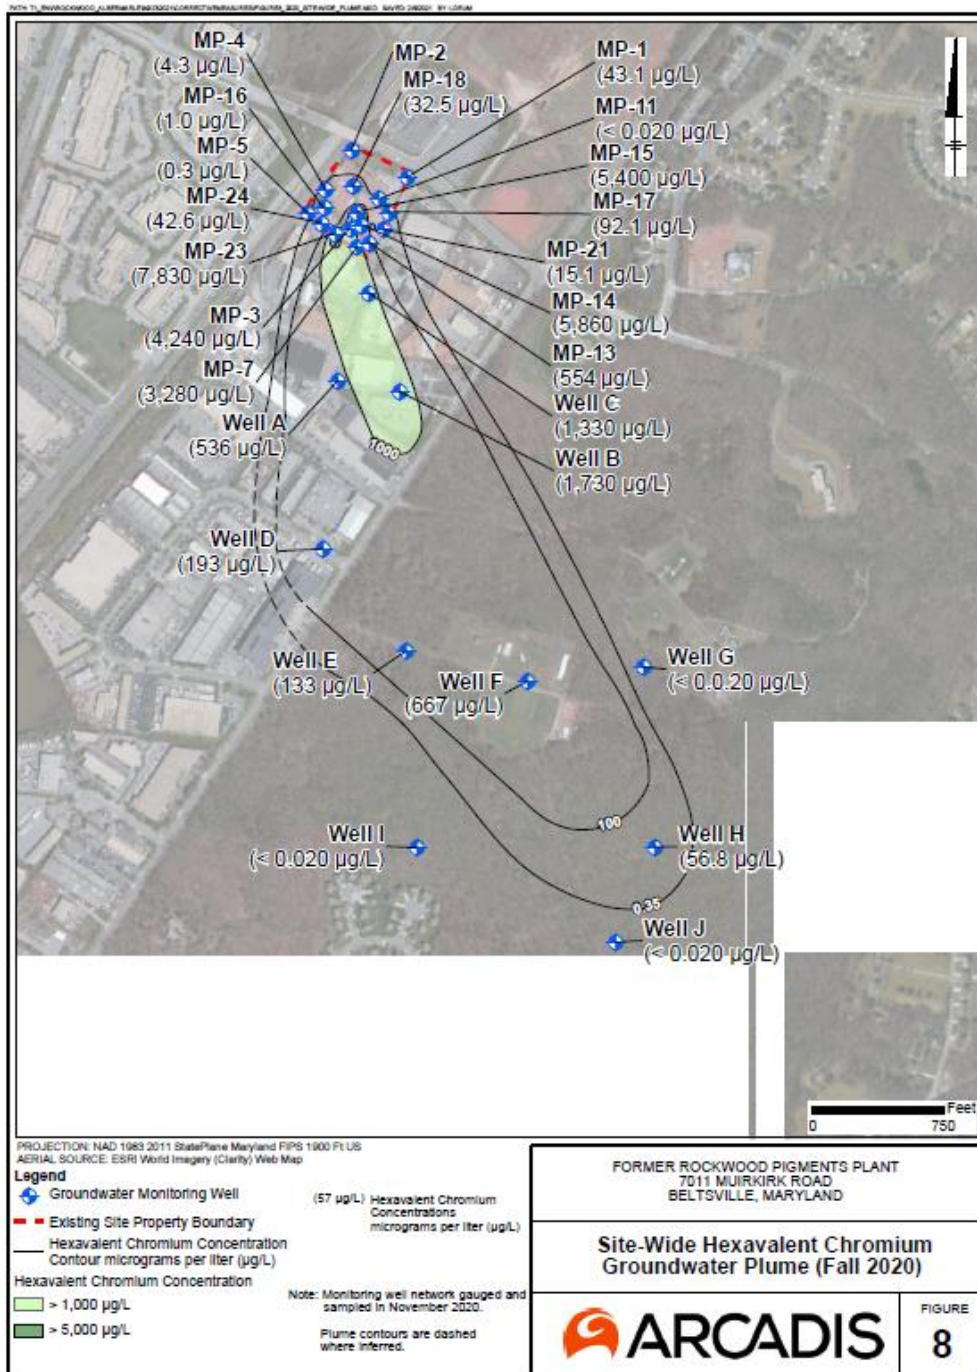 MP-4
(4.3 µg/L)
MP-16
(1.0 µg/L)
MP-5
(0.3 µg/L)
MP-24
(42.6 µg/L)
MP-23
(7,830 µg/L)
MP-3
(4,240 µg/L)
MP-7
(3,280 µg/L)
Well A
(536 µg/L)
MP-2
MP-18
(32.5 µg/L)
MP-1
(43.1 µg/L)
MP-11
(< 0.020 µg/L)
MP-15
(5,400 µg/L)
MP-17
(92.1 µg/L)
MP-21
(15.1 µg/L)
MP-14
(5,860 µg/L)
MP-13
(554 µg/L)
Well C
(1,330 µg/L)
Well B
(1,730 µg/L)
1000
Well D
(193 µg/L)
Well E
(133 µg/L)
Well F
(667 µg/L)
Well G
(< 0.0.20 µg/L)
100
Well I
(< 0.020 µg/L)
Well H
(56.8 µg/L)
0.35
Well J
(< 0.020 µg/L)
Feet
0 750
PROJECTION: NAD 1983 2011 StatePlane Maryland FIPS 1900 Ft US
AERIAL SOURCE: ESRI World Imagery (Clarity) Web Map
Legend
Groundwater Monitoring Well
Existing Site Property Boundary
Hexavalent Chromium Concentration
Contour micrograms per liter (µg/L)
Hexavalent Chromium Concentration
> 1,000 µg/L
> 5,000 µg/L
(57 µg/L) Hexavalent Chromium
Concentrations
micrograms per liter (µg/L)
Note: Monitoring well network gauged and
sampled in November 2020.
Plume contours are dashed
where inferred.
FORMER ROCKWOOD PIGMENTS PLANT
7011 MUIRKIRK ROAD
BELTSVILLE, MARYLAND
Site-Wide Hexavalent Chromium
Groundwater Plume (Fall 2020)
ARCADIS
FIGURE
8